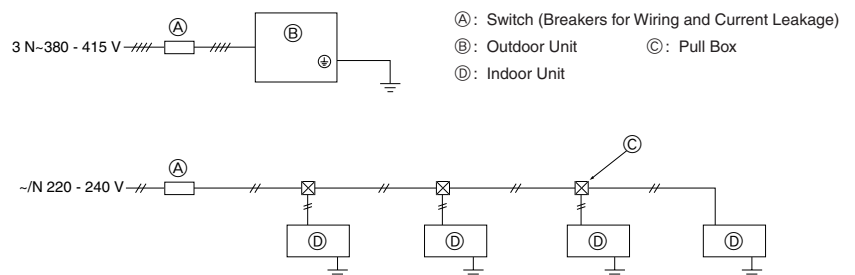 Ⓐ: Switch (Breakers for Wiring and Current Leakage)
Ⓑ: Outdoor Unit Ⓒ: Pull Box
Ⓓ: Indoor Unit
Ⓐ
Ⓑ
3 N~380 - 415 V
Ⓒ
Ⓐ
~/N 220 - 240 V
Ⓓ Ⓓ Ⓓ Ⓓ